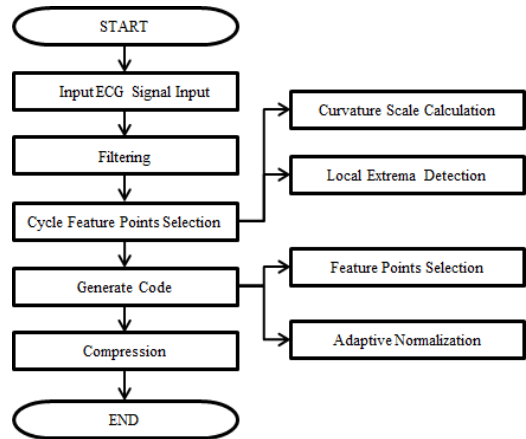 START
Input ECG Signal Input
Filtering
Cycle Feature Points Selection
Generate Code
Compression
END
Curvature Scale Calculation
Local Extrema Detection
Feature Points Selection
Adaptive Normalization